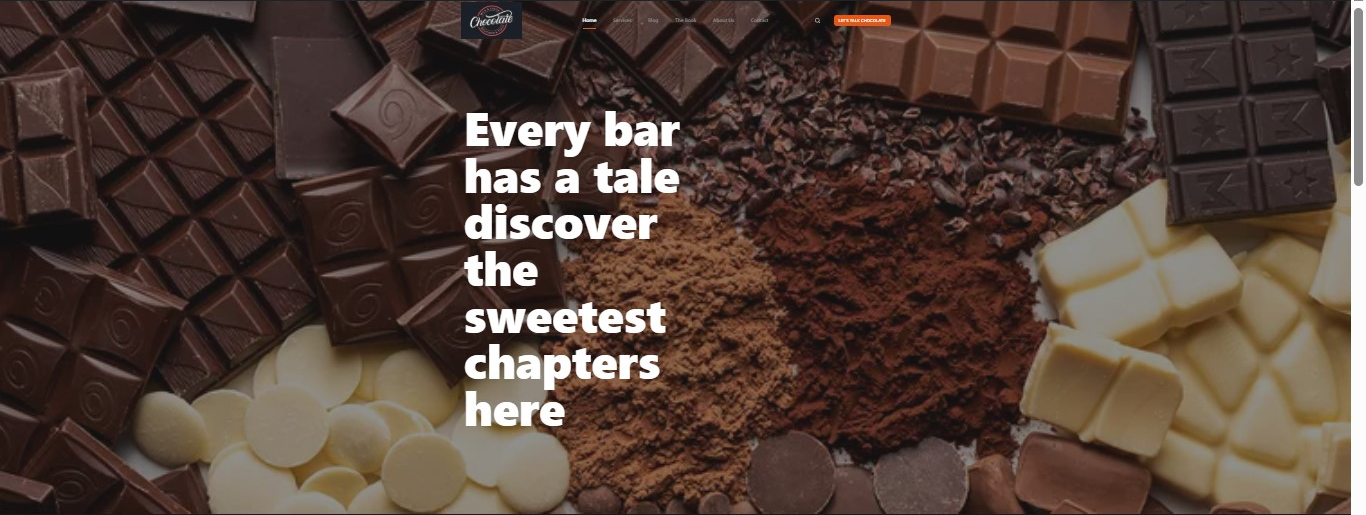 Chocolate
Home Services Blog The Book About Us Contact LET'S TALK CHOCOLATE
Every bar
has a tale
discover
the
sweetest
chapters
here